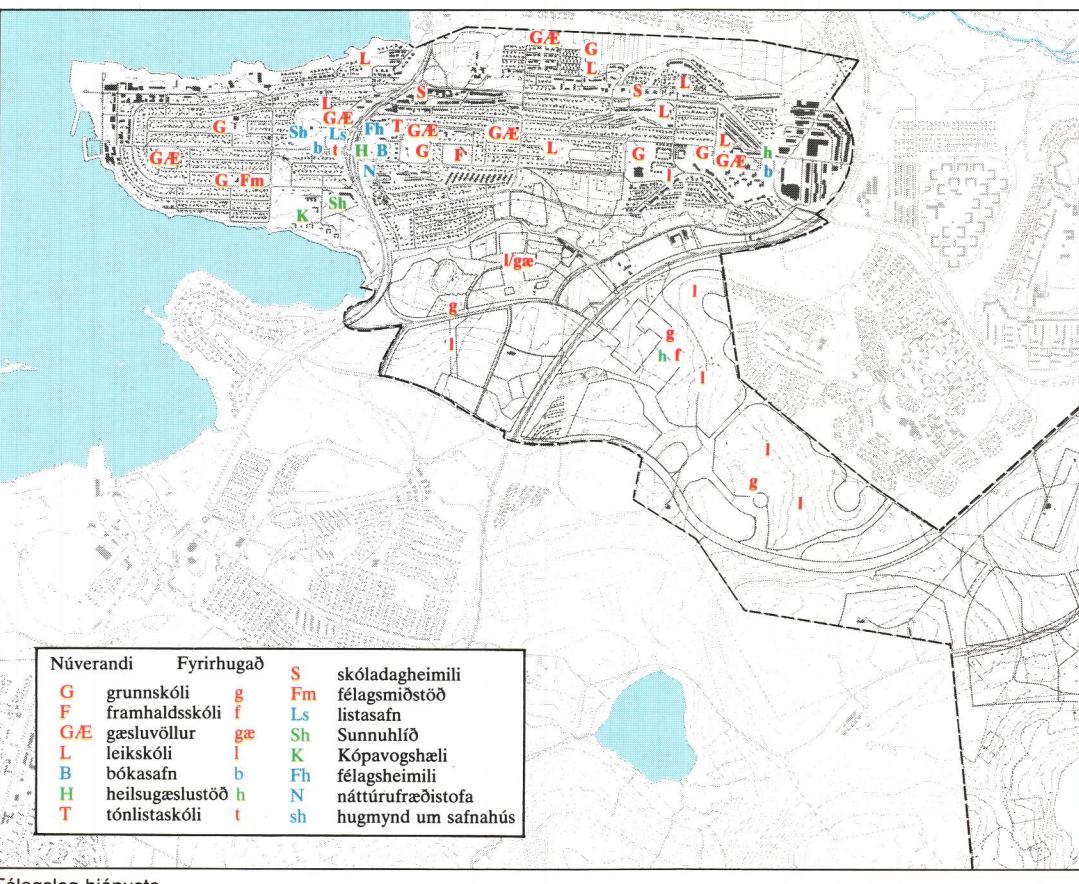 GÆ
G
L
L
L
S
S
L
L
GÆ
L
G
Sh
Ls
Fh
T
GÆ
GÆ
L
b
t
H
B
G
F
L
G
G
GÆ
h
b
GÆ
N
l
G Fm
Sh
K
l/gæ
g
l
l
g
h f
l
l
g
l
Núverandi Fyrirhugað
G grunnskóli g
F framhaldsskóli f
GÆ gæsluvöllur gæ
L leikskóli l
B bókasafn b
H heilsugæslustöð h
T tónlistaskóli t
S skóladagheimili
Fm félagsmiðstöð
Ls listasafn
Sh Sunnuhlíð
K Kópavogshæli
Fh félagsheimili
N náttúrufræðistofa
sh hugmynd um safnahús